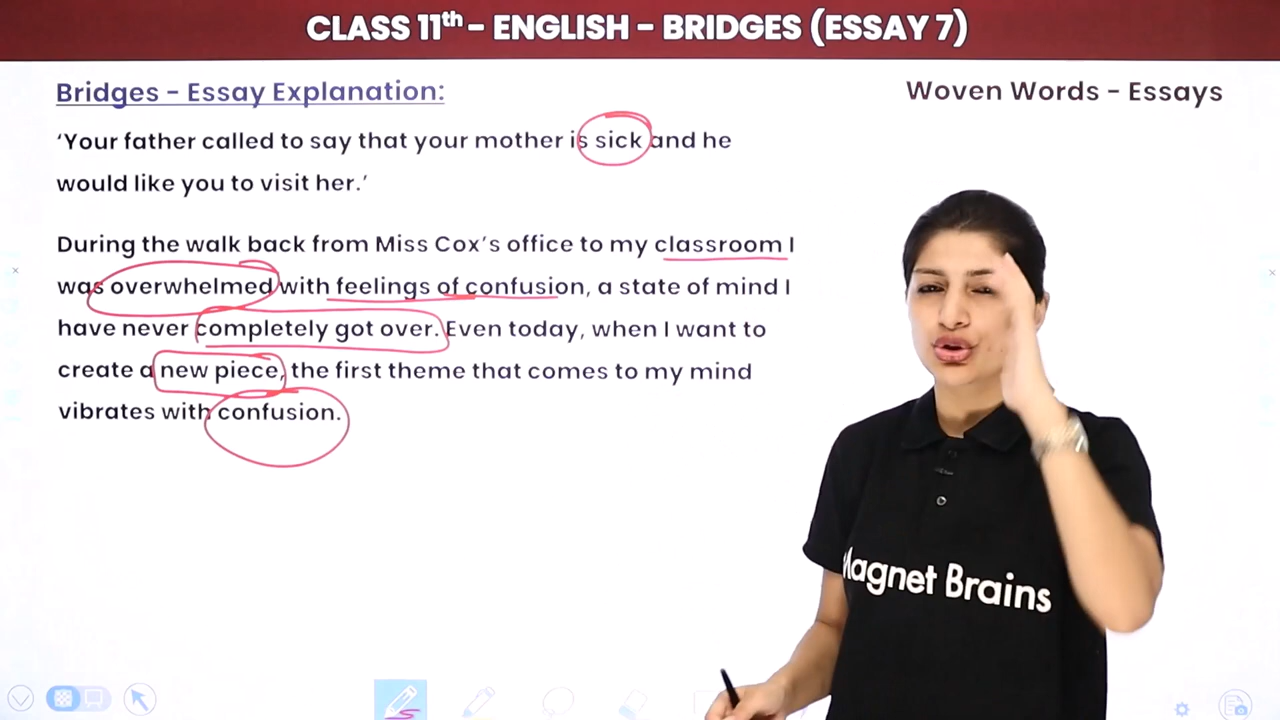 CLASS 11th - ENGLISH - BRIDGES (ESSAY 7)
Bridges - Essay Explanation:
Woven Words - Essays
‘Your father called to say that your mother is sick and he
would like you to visit her.’
During the walk back from Miss Cox’s office to my classroom I
was overwhelmed with feelings of confusion, a state of mind I
have never completely got over. Even today, when I want to
create a new piece, the first theme that comes to my mind
vibrates with confusion.
Magnet Brains